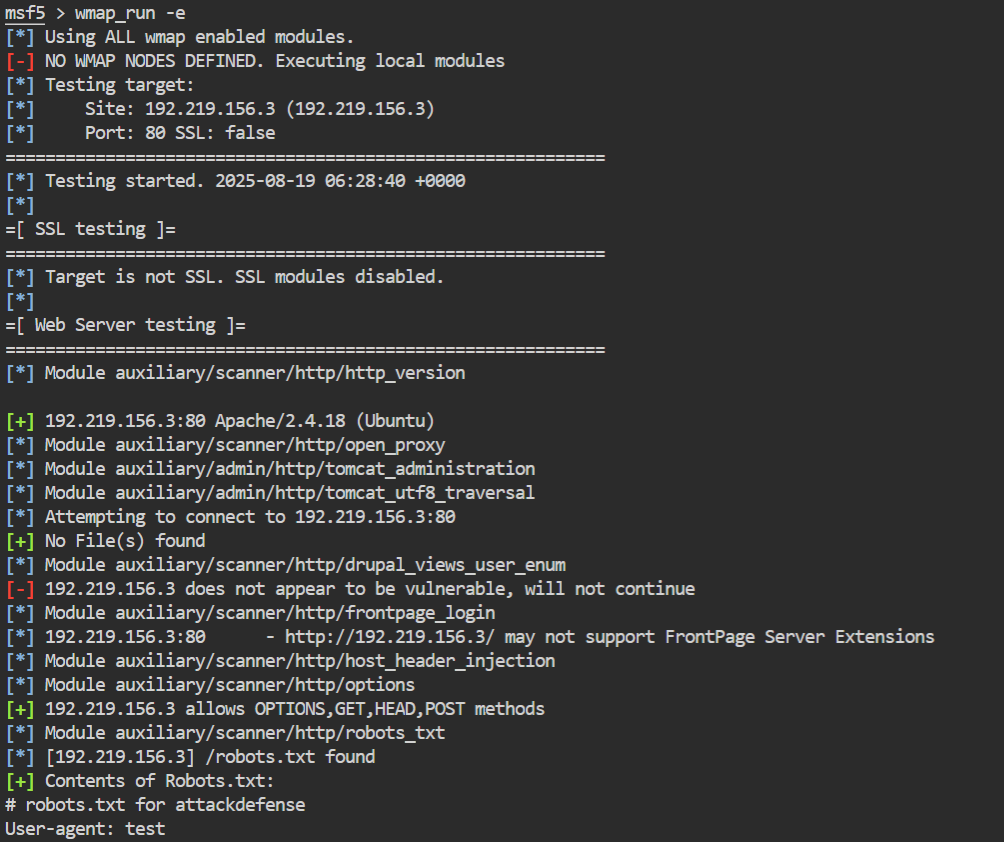 msf5 > wmap_run -e
[*] Using ALL wmap enabled modules.
[-] NO WMAP NODES DEFINED. Executing local modules
[*] Testing target:
[*]     Site: 192.219.156.3 (192.219.156.3)
[*]     Port: 80 SSL: false
============================================================
[*] Testing started. 2025-08-19 06:28:40 +0000
[*]
=[ SSL testing ]=
============================================================
[*] Target is not SSL. SSL modules disabled.
[*]
=[ Web Server testing ]=
============================================================
[*] Module auxiliary/scanner/http/http_version
[+] 192.219.156.3:80 Apache/2.4.18 (Ubuntu)
[*] Module auxiliary/scanner/http/open_proxy
[*] Module auxiliary/admin/http/tomcat_administration
[*] Module auxiliary/admin/http/tomcat_utf8_traversal
[*] Attempting to connect to 192.219.156.3:80
[+] No File(s) found
[*] Module auxiliary/scanner/http/drupal_views_user_enum
[-] 192.219.156.3 does not appear to be vulnerable, will not continue
[*] Module auxiliary/scanner/http/frontpage_login
[*] 192.219.156.3:80      - http://192.219.156.3/ may not support FrontPage Server Extensions
[*] Module auxiliary/scanner/http/host_header_injection
[*] Module auxiliary/scanner/http/options
[+] 192.219.156.3 allows OPTIONS,GET,HEAD,POST methods
[*] Module auxiliary/scanner/http/robots_txt
[*] [192.219.156.3] /robots.txt found
[+] Contents of Robots.txt:
# robots.txt for attackdefense
User-agent: test